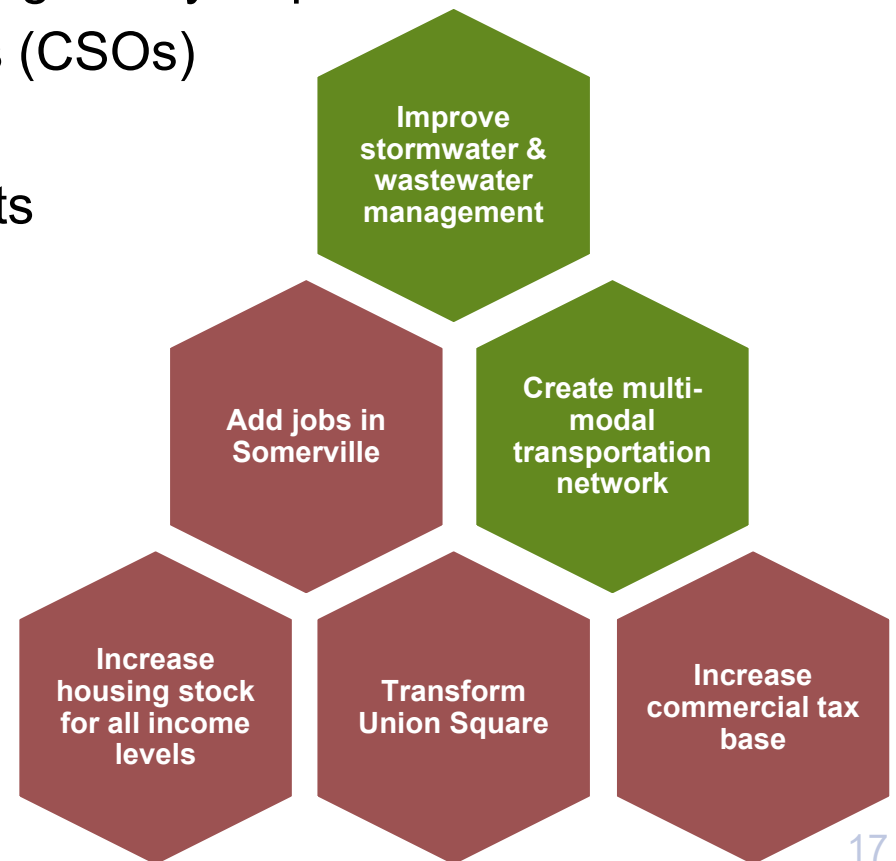 (CSOs)
Improve
stormwater &
wastewater
management
Add jobs in
Somerville
Create multi-
modal
transportation
network
Increase
housing stock
for all income
levels
Transform
Union Square
Increase
commercial tax
base
17